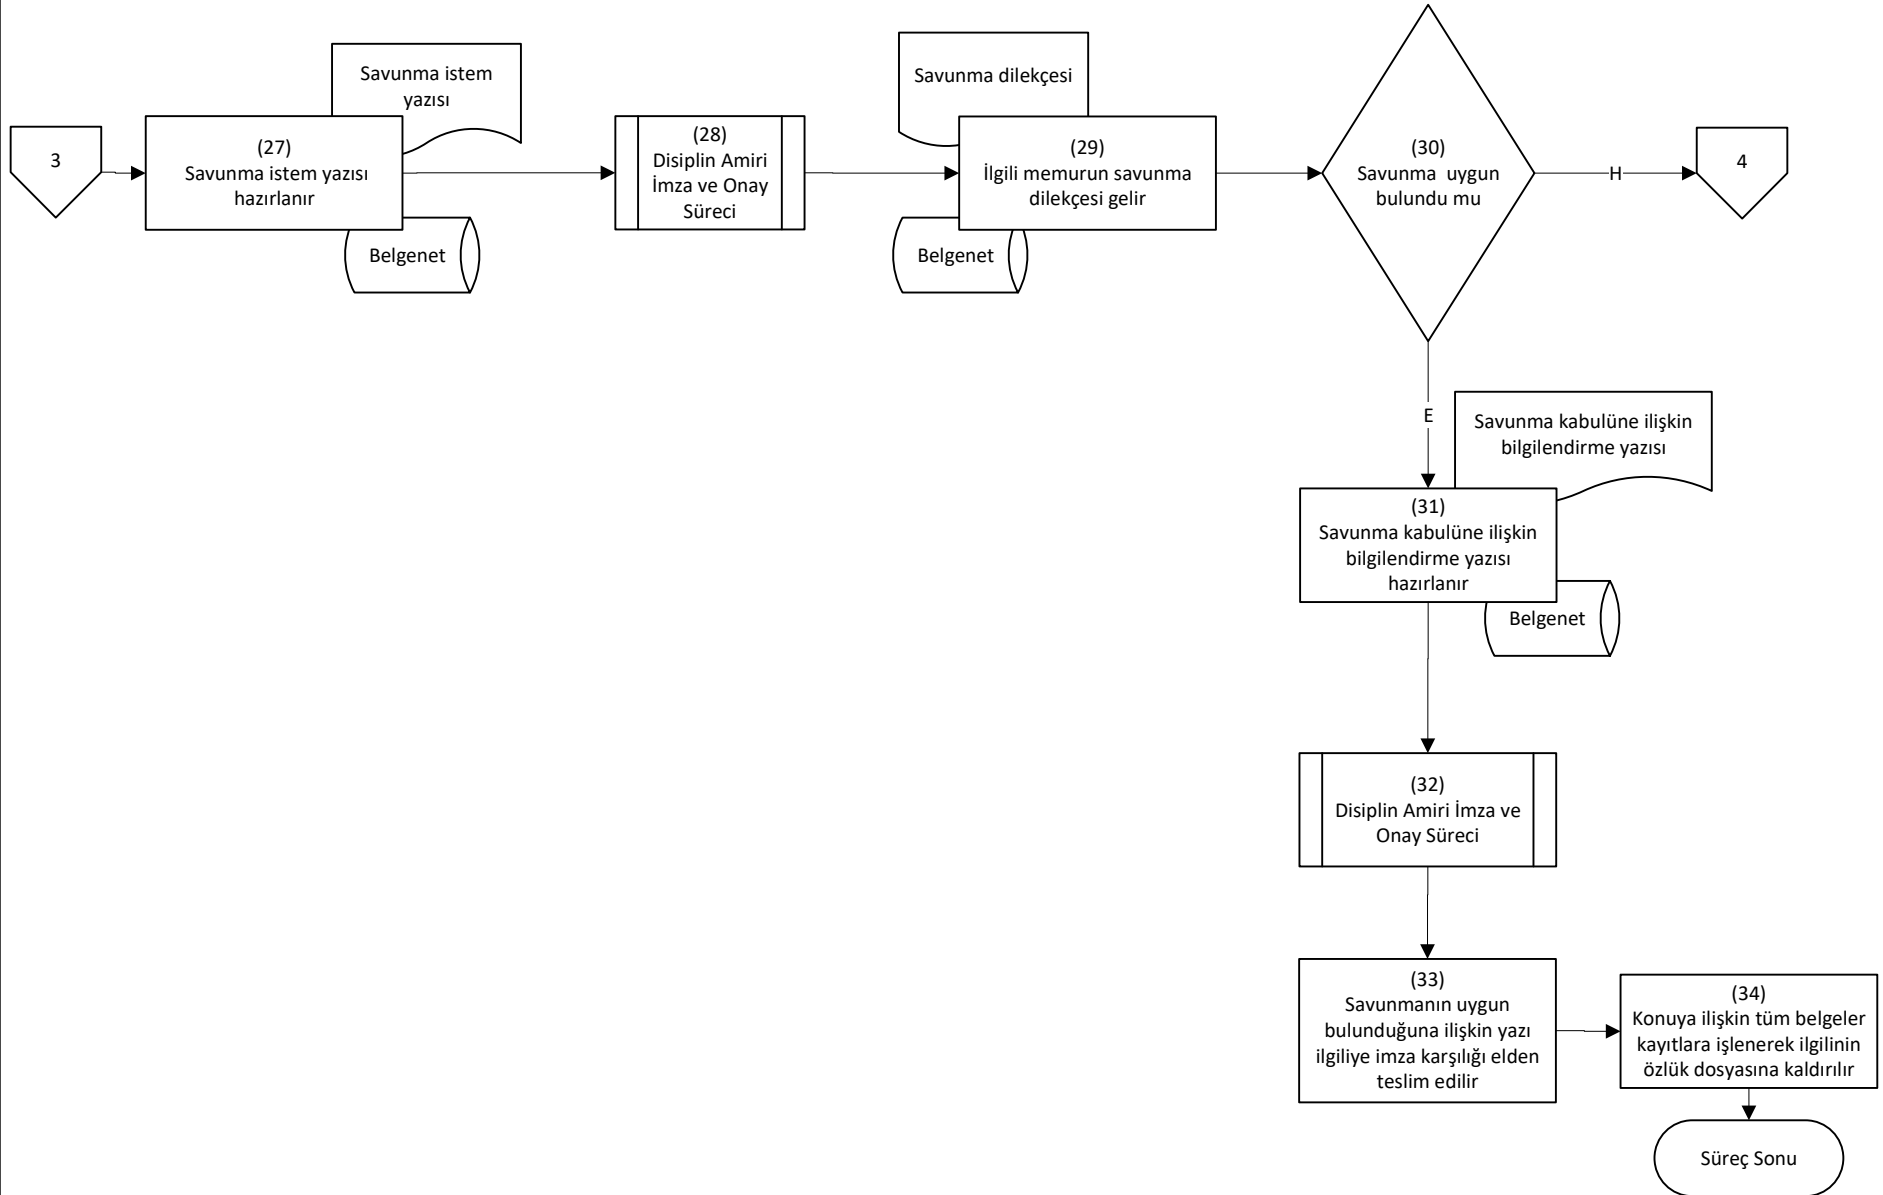 3
Savunma istem
yazısı
(27)
Savunma istem yazısı
hazırlanır
Belgenet
(28)
Disiplin Amiri
İmza ve Onay
Süreci
Savunma dilekçesi
(29)
İlgili memurun savunma
dilekçesi gelir
Belgenet
(30)
Savunma  uygun
bulundu mu
H
4
E
Savunma kabulüne ilişkin
bilgilendirme yazısı
(31)
Savunma kabulüne ilişkin
bilgilendirme yazısı
hazırlanır
Belgenet
(32)
Disiplin Amiri İmza ve
Onay Süreci
(33)
Savunmanın uygun
bulunduğuna ilişkin yazı
ilgiliye imza karşılığı elden
teslim edilir
(34)
Konuya ilişkin tüm belgeler
kayıtlara işlenerek ilgilinin
özlük dosyasına kaldırılır
Süreç Sonu